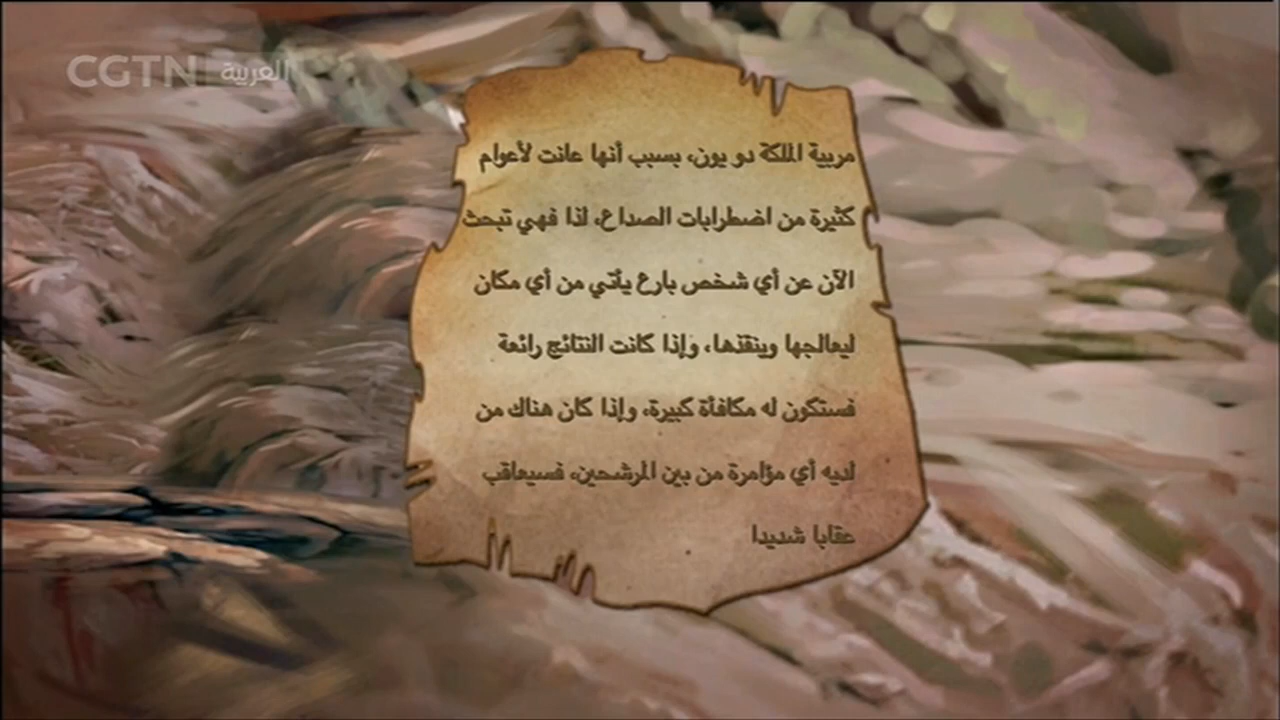 CGTN العربية
مربية الملكة دو يون، بسبب أنها عانت لأعوام
كثيرة من اضطرابات الصداع، لذا فهي تبحث
الآن عن أي شخص بارع يأتي من أي مكان
ليعالجها وينقذها، وإذا كانت النتائج رائعة
فستكون له مكافأة كبيرة، وإذا كان هناك من
لديه أي مؤامرة من بين المرشحين، فسيعاقب
عقابا شديدا